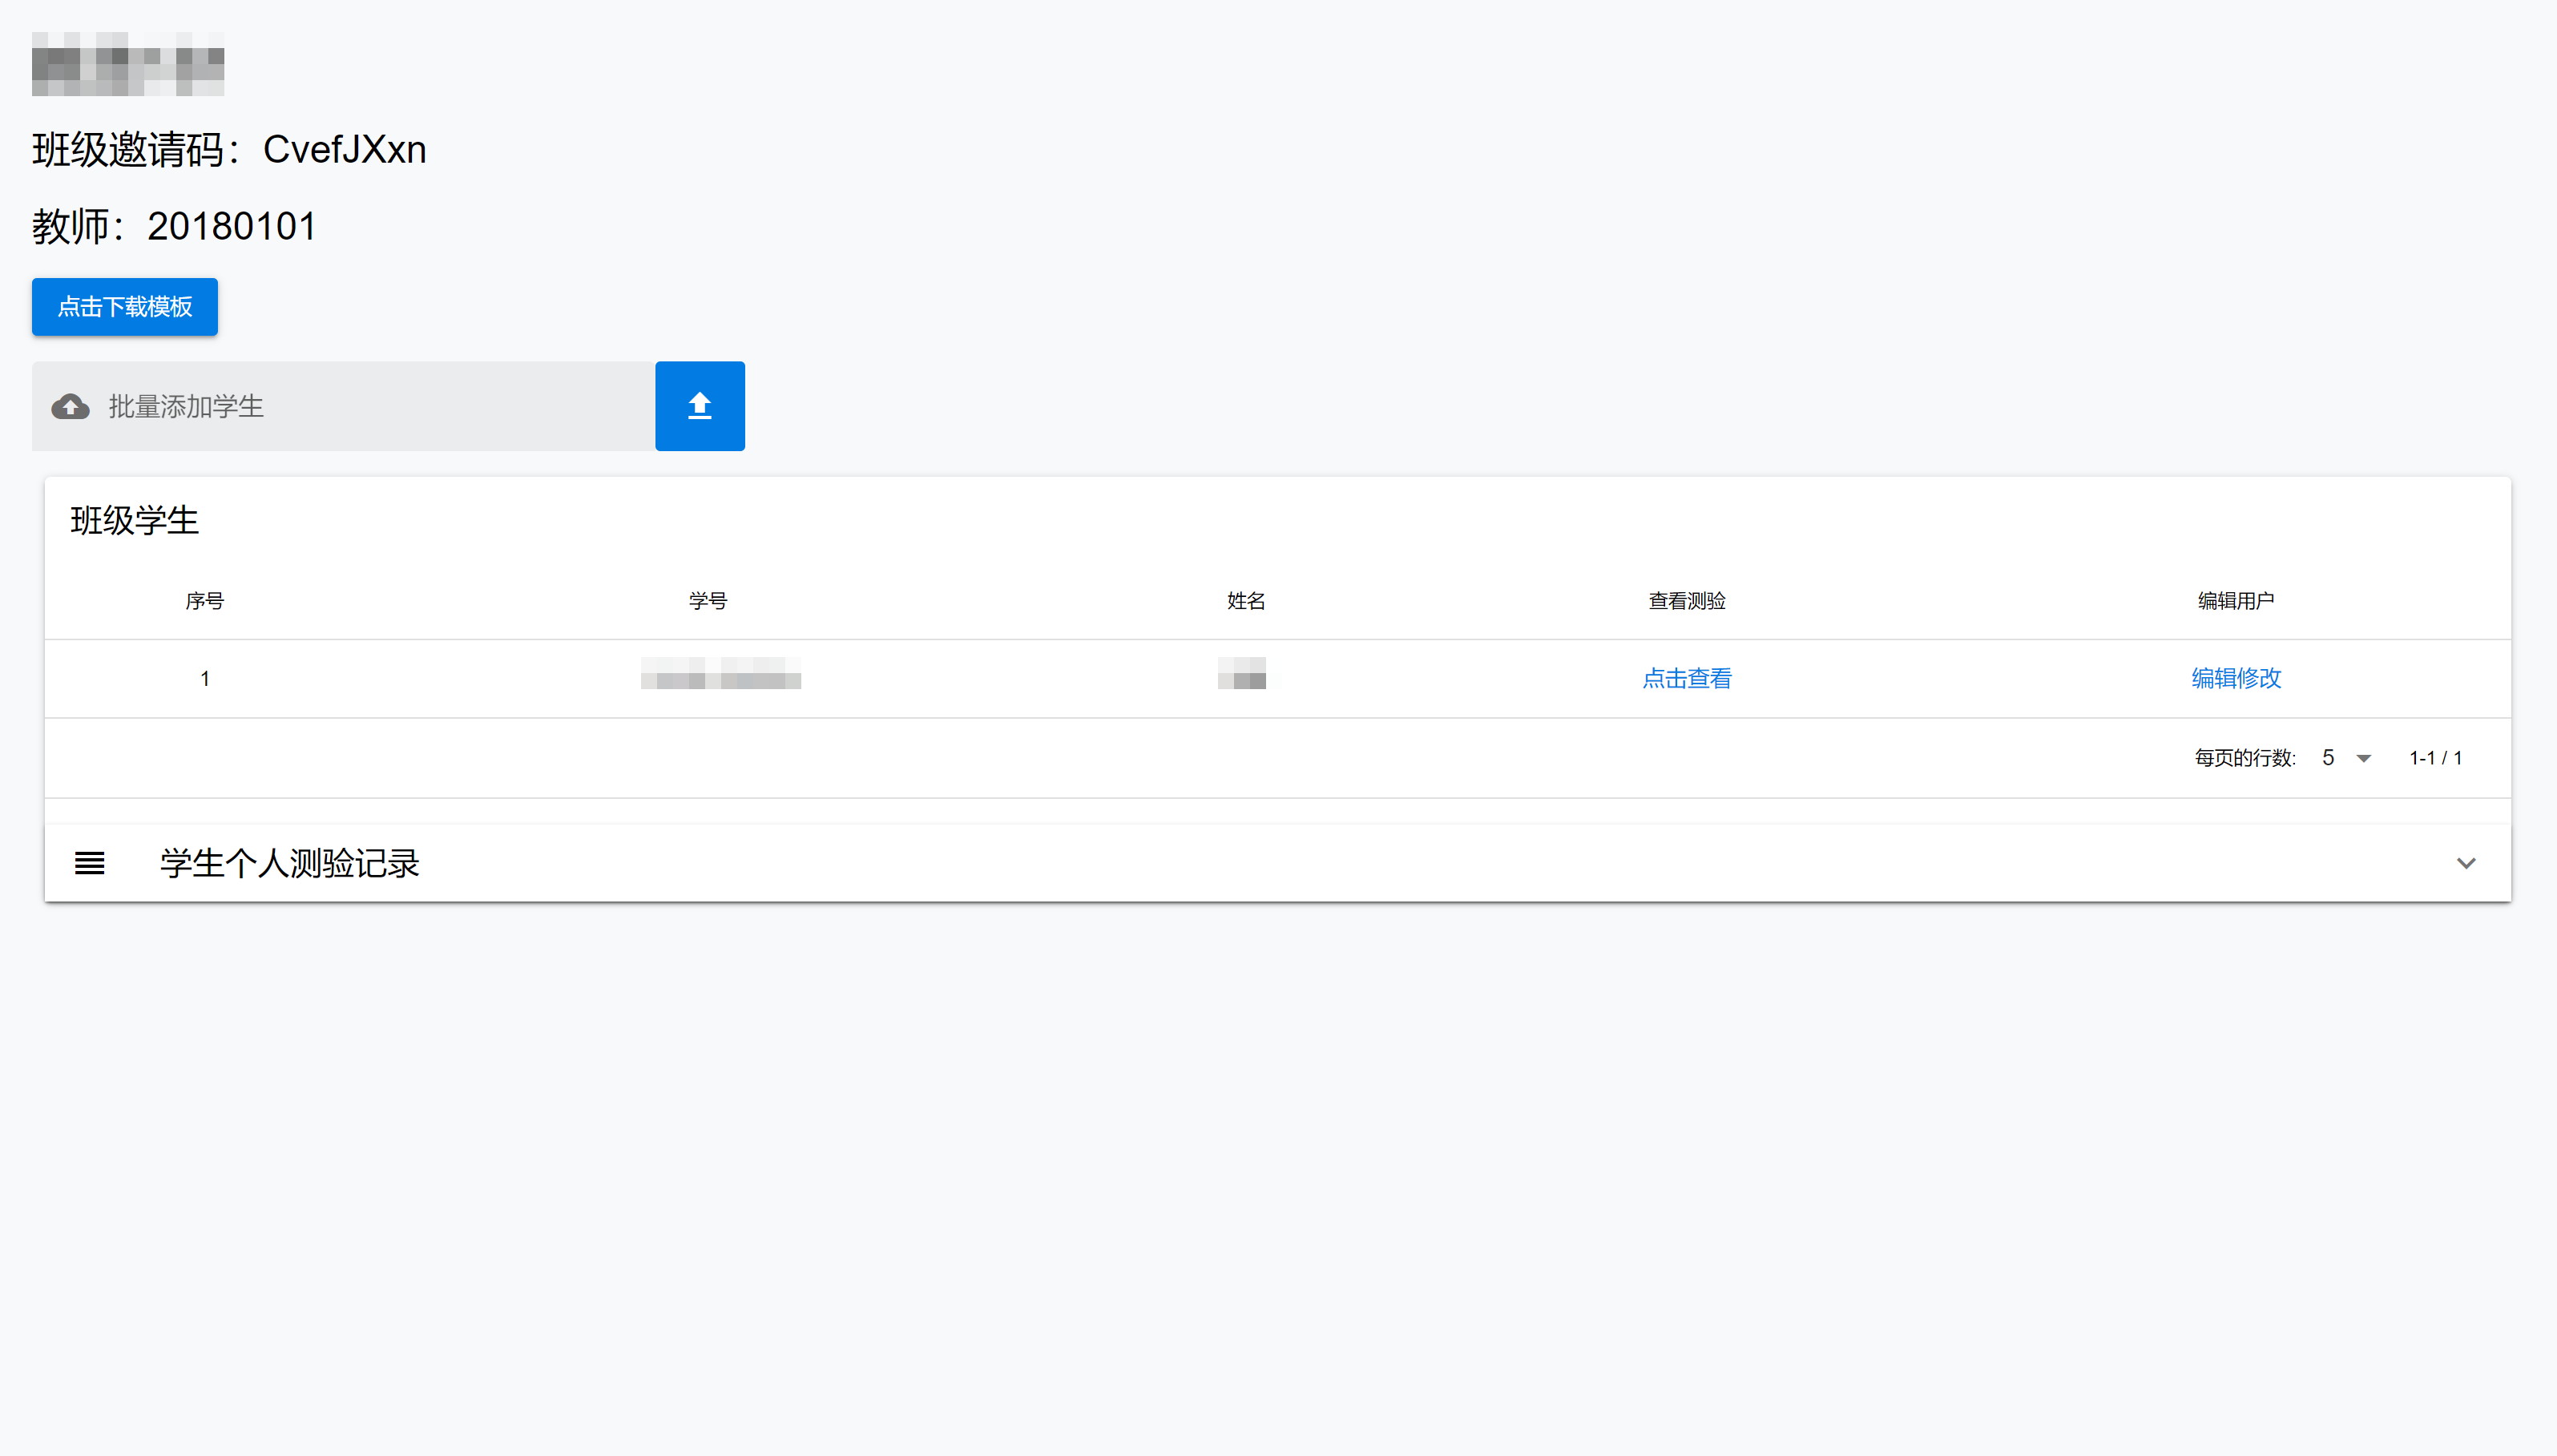 班级邀请码：CvefJXxn
教师：20180101
点击下载模板
批量添加学生
班级学生
序号 学号 姓名 查看测验 编辑用户
1 点击查看 编辑修改
每页的行数: 5 1-1 / 1
学生个人测验记录